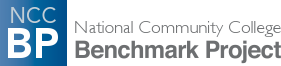 NCC
BP
National Community College
Benchmark Project